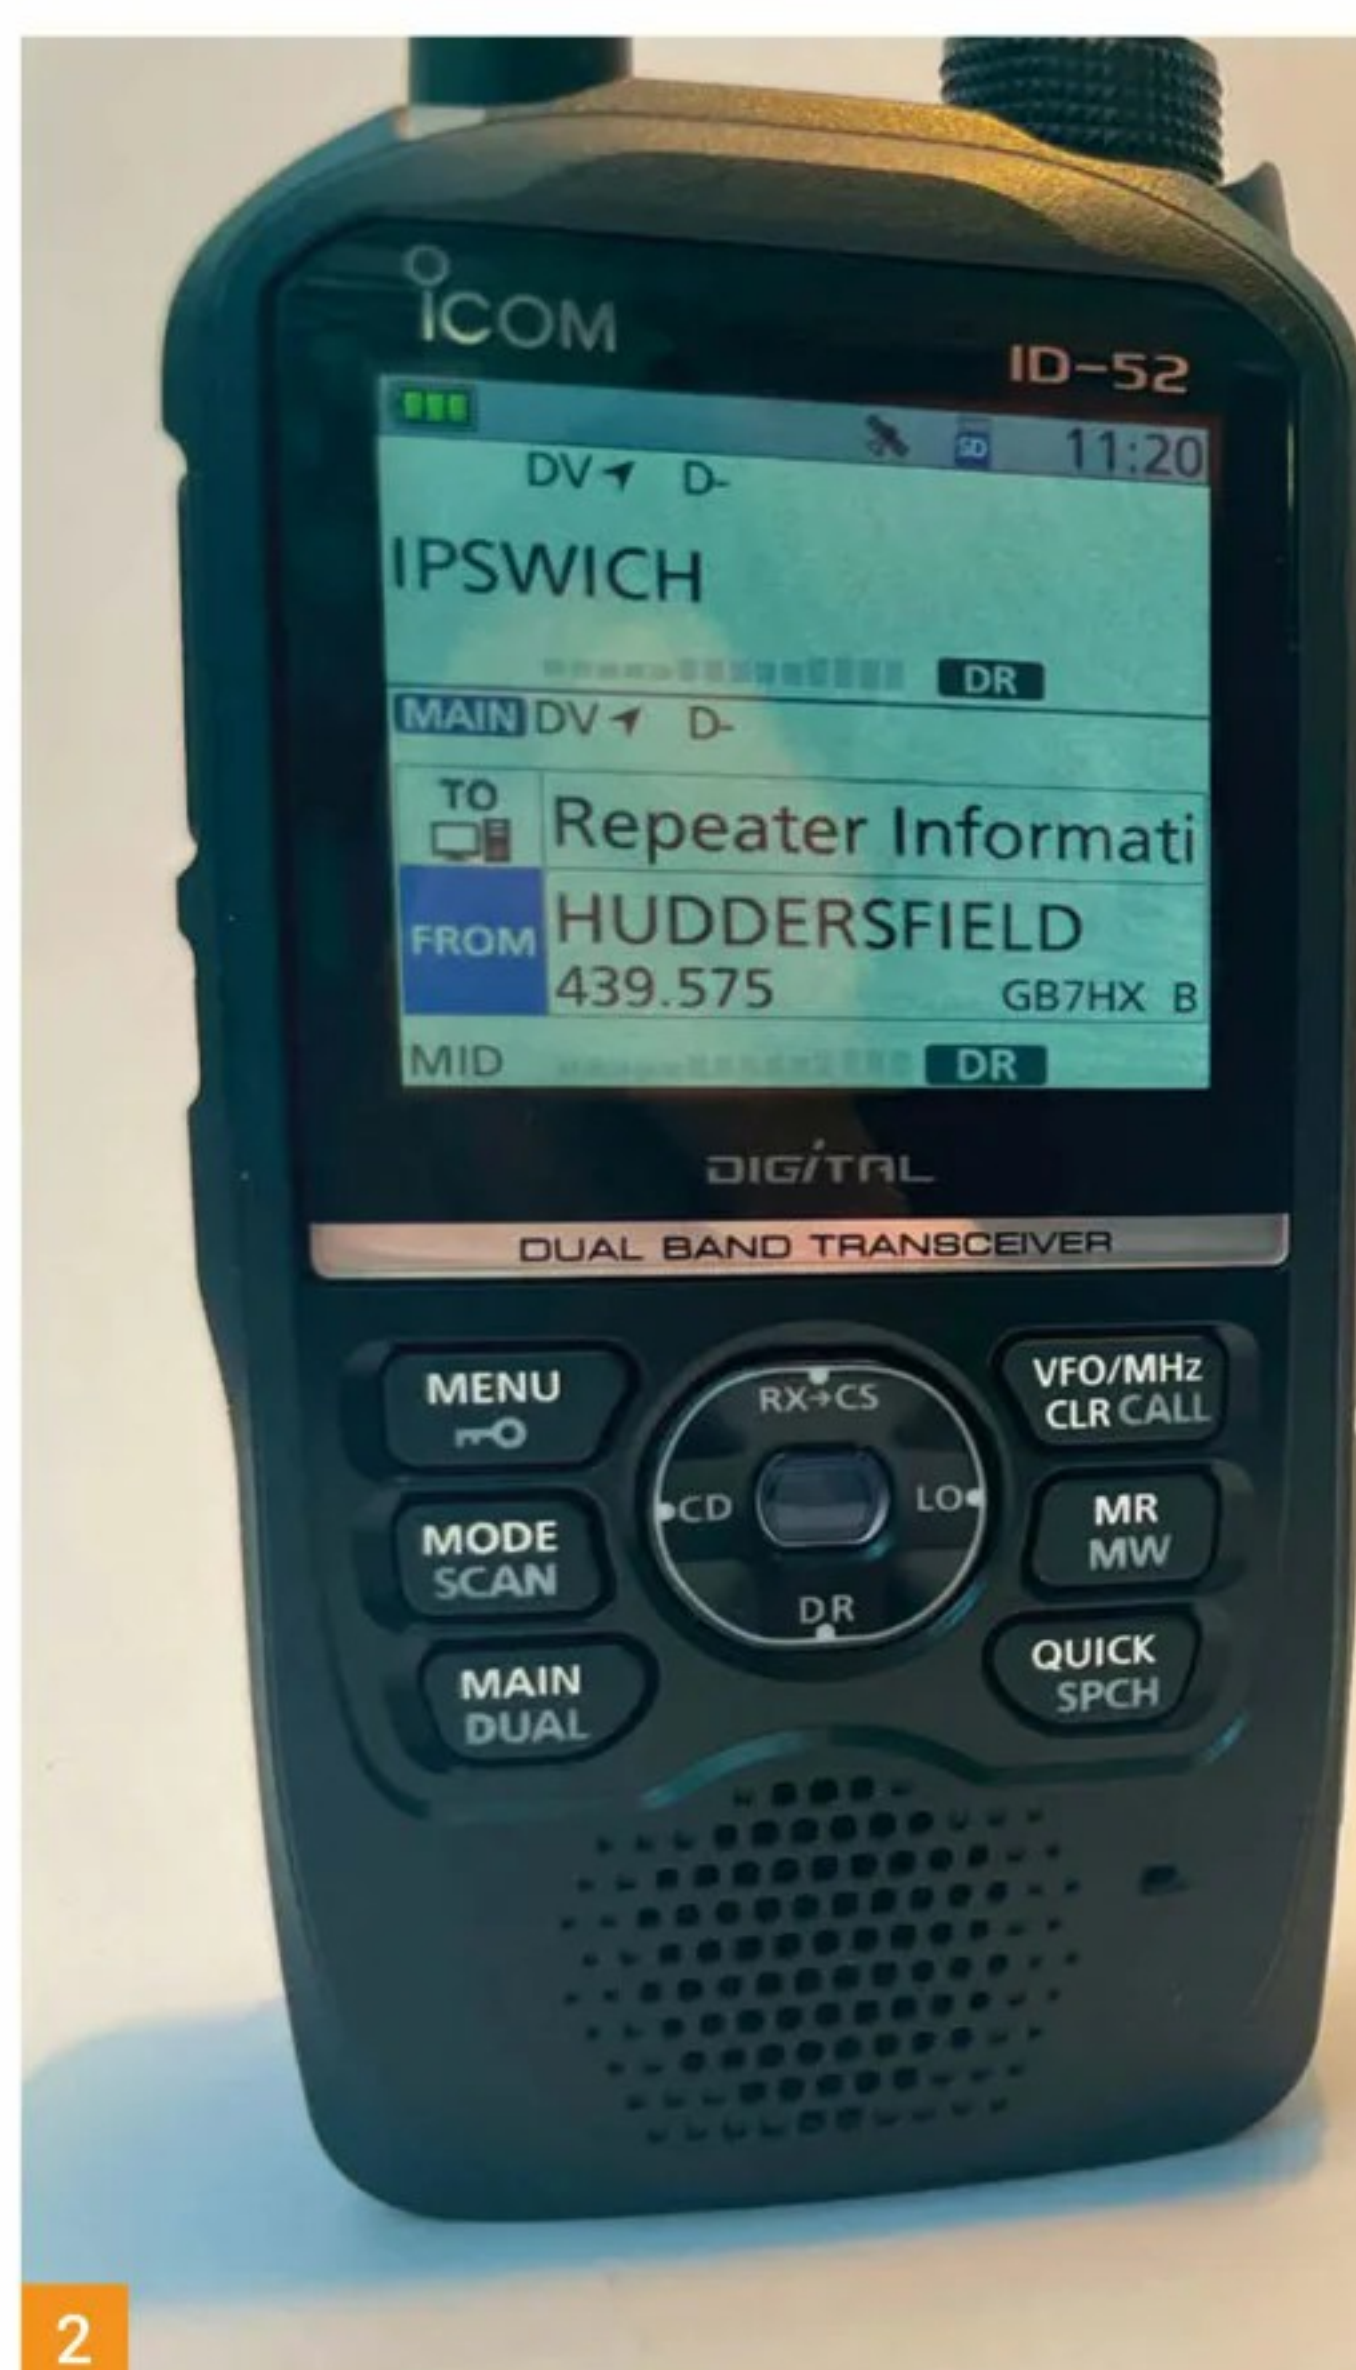 ICOM
ID-52
SD 11:20
DV D-
IPSWICH
DR
MAIN DV D-
TO Repeater Informati
FROM HUDDERSFIELD
439.575 GB7HX B
MID DR
DIGITAL
DUAL BAND TRANSCEIVER
MENU
RX→CS
VFO/MHz
CLR CALL
CD
LO
MODE
SCAN
MR
MW
DR
MAIN
DUAL
QUICK
SPCH
2